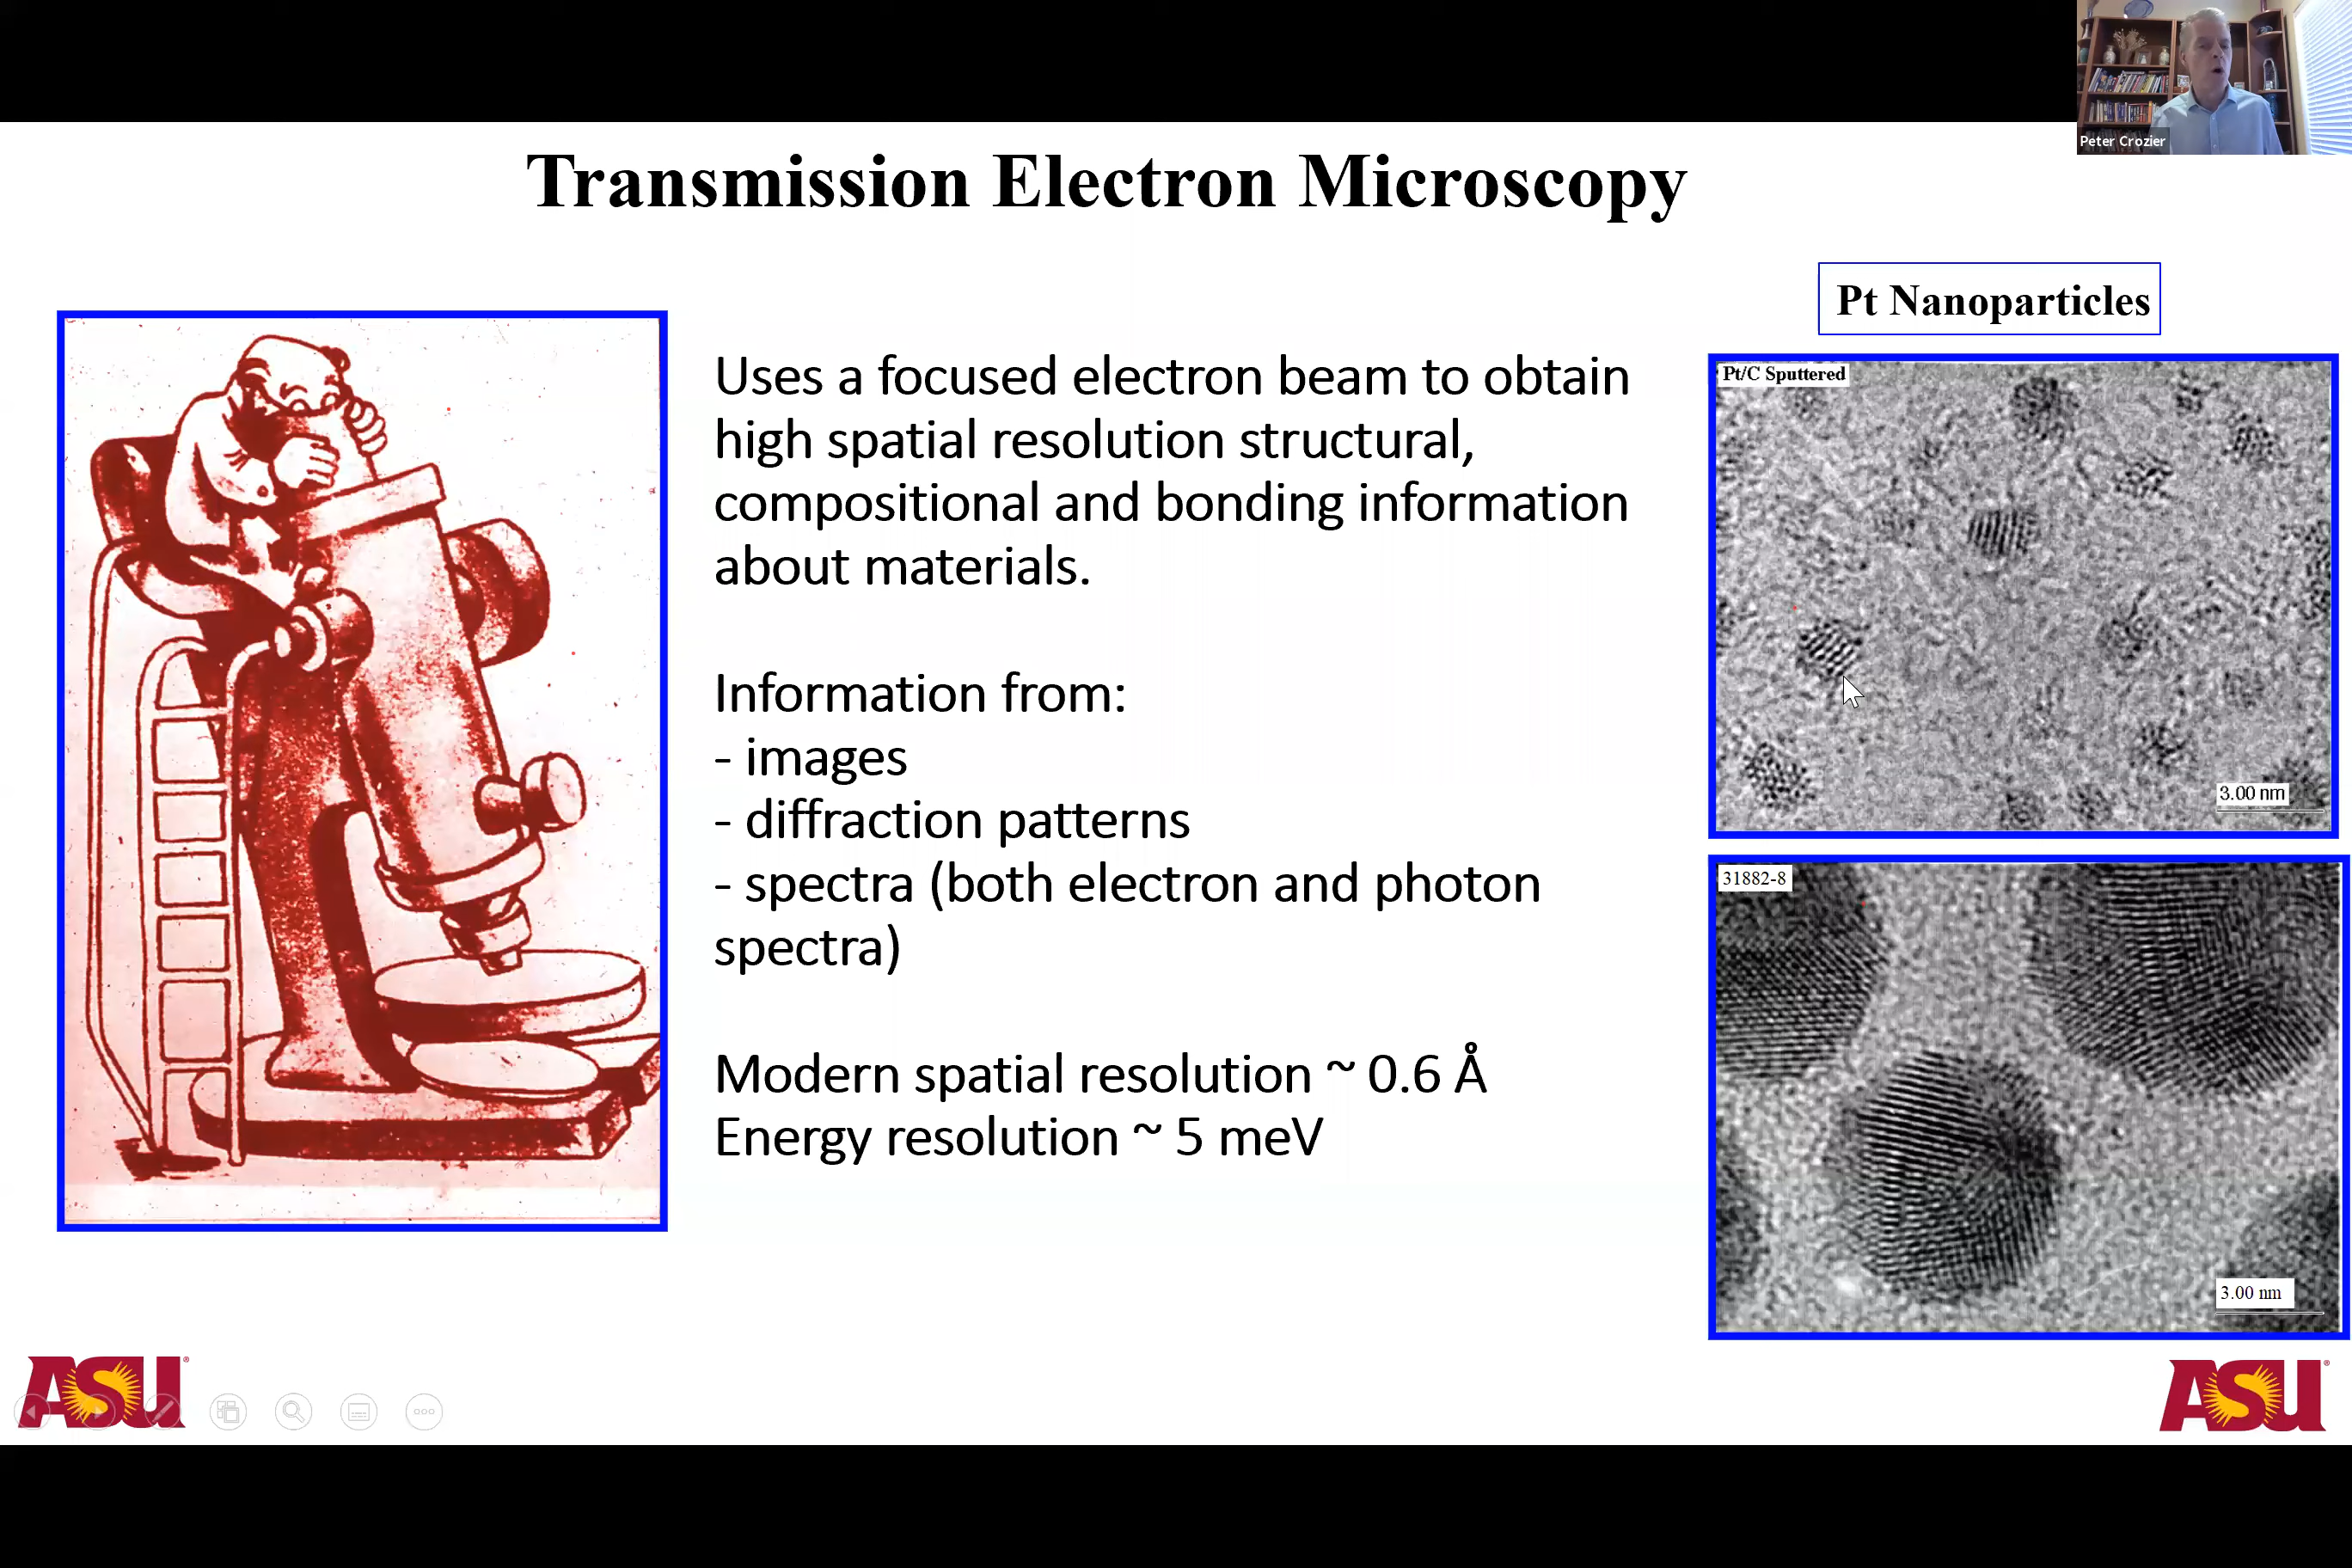 Peter Crozier
Transmission Electron Microscopy
Pt Nanoparticles
Uses a focused electron beam to obtain
high spatial resolution structural,
compositional and bonding information
about materials.
Information from:
- images
- diffraction patterns
- spectra (both electron and photon
spectra)
Modern spatial resolution ~ 0.6 Å
Energy resolution ~ 5 meV
Pt/C Sputtered
3.00 nm
31882-8
3.00 nm
ASU
ASU